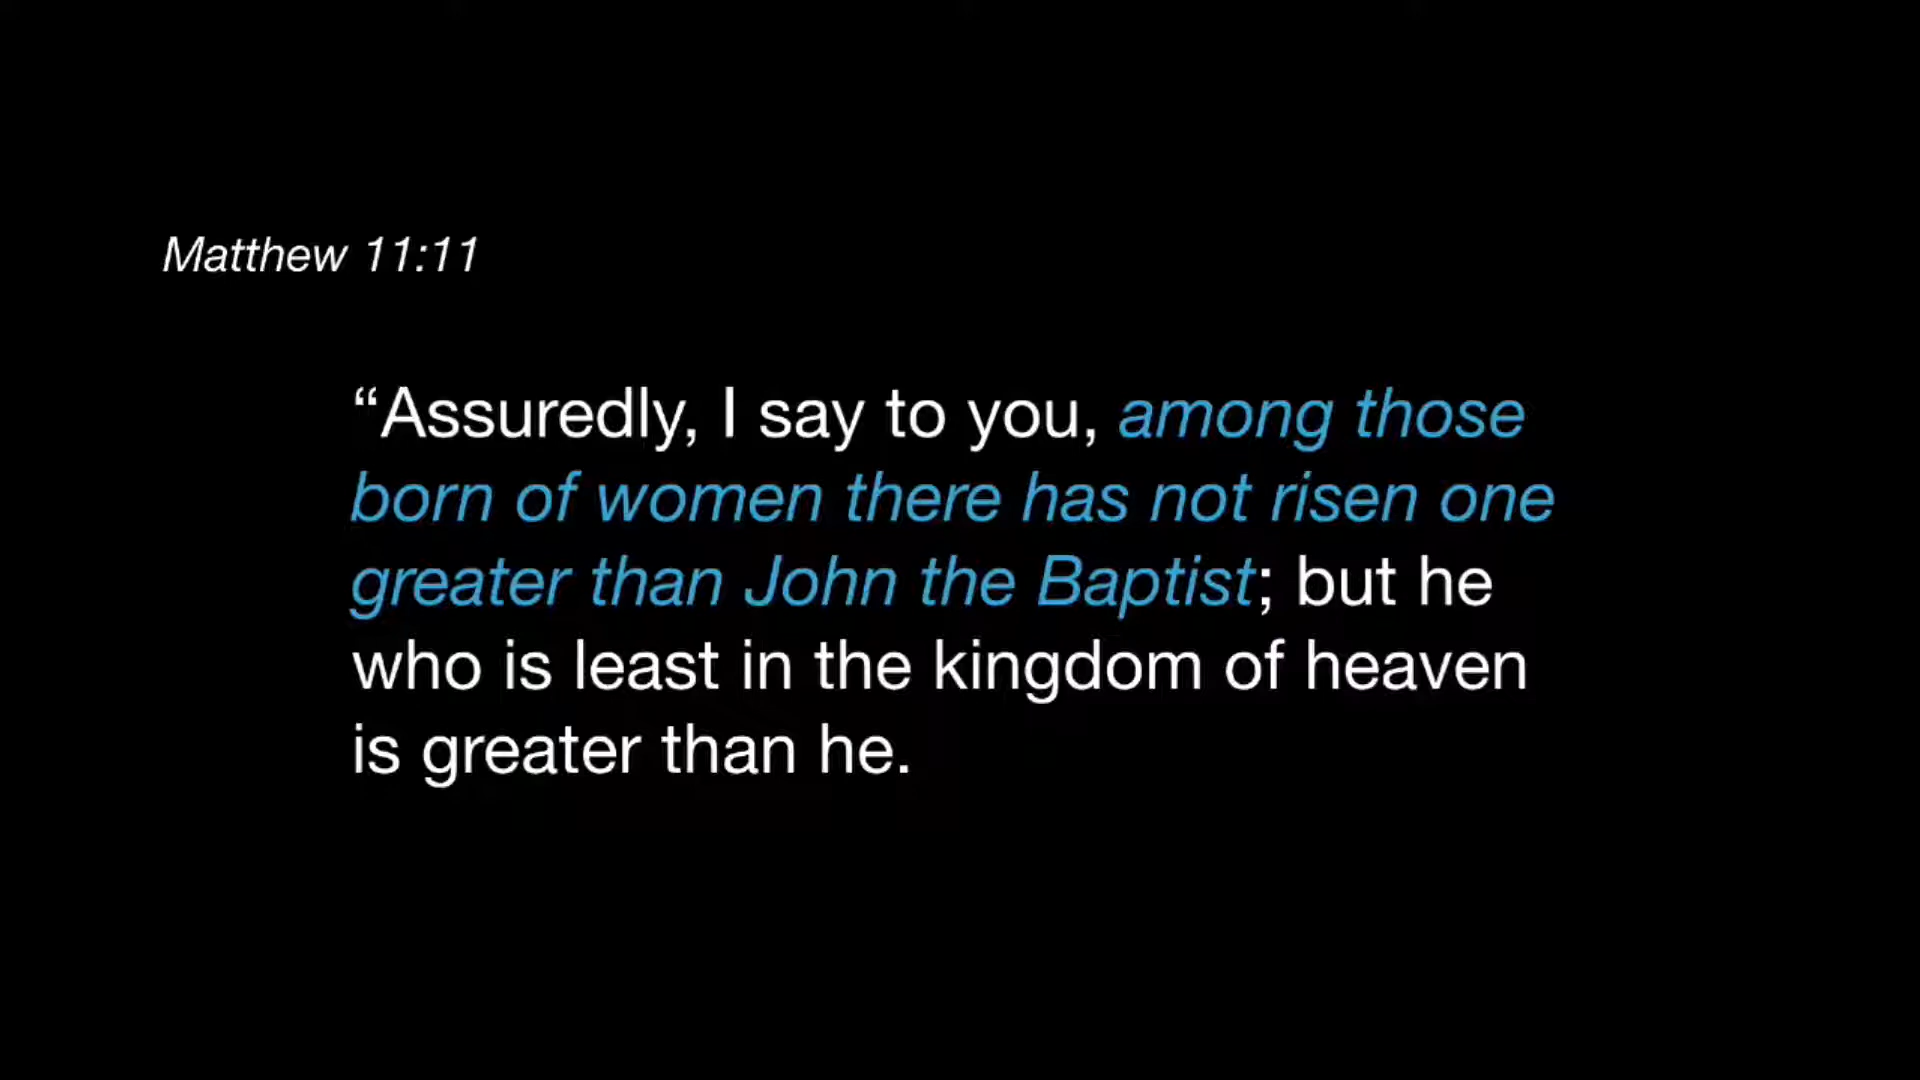 Matthew 11:11
“Assuredly, I say to you, among those
born of women there has not risen one
greater than John the Baptist; but he
who is least in the kingdom of heaven
is greater than he.